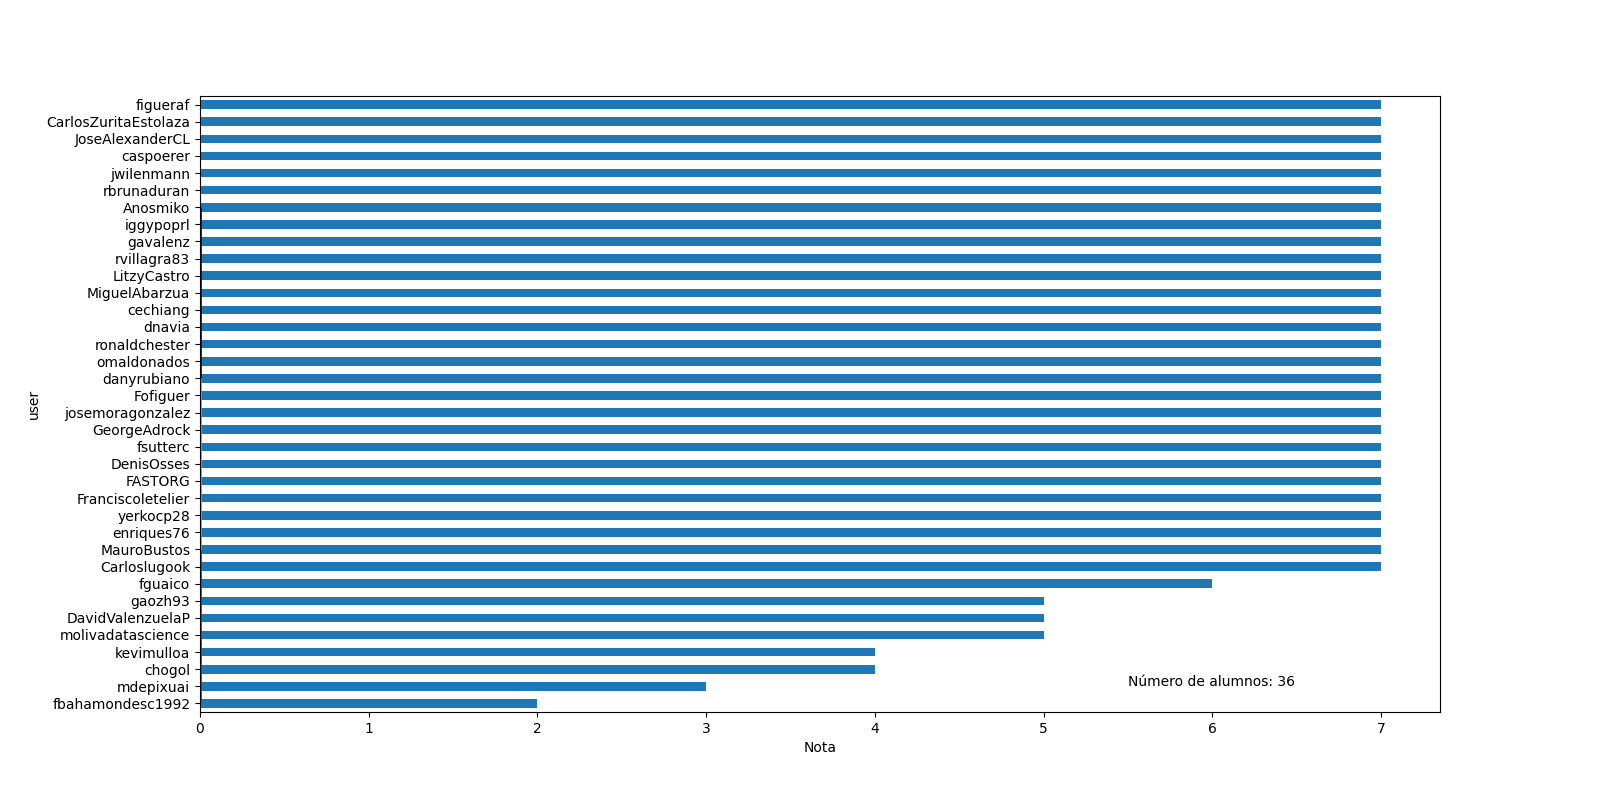 figueraf
CarlosZuritaEstolaza
JoseAlexanderCL
caspoerer
jwilenmann
rbrunaduran
Anosmiko
iggypoprl
gavalenz
rvillagra83
LitzyCastro
MiguelAbarzua
cechiang
dnavia
ronaldchester
omaldonados
danyrubiano
Fofiguer
user
josemoragonzalez
GeorgeAdrock
fsutterc
DenisOsses
FASTORG
Franciscoletelier
yerkocp28
enriques76
MauroBustos
Carloslugook
fguaico
gaozh93
DavidValenzuelaP
molivadatascience
kevimulloa
chogol
mdepixuai
Número de alumnos: 36
fbahamondesc1992
0 1 2 3 4 5 6 7
Nota